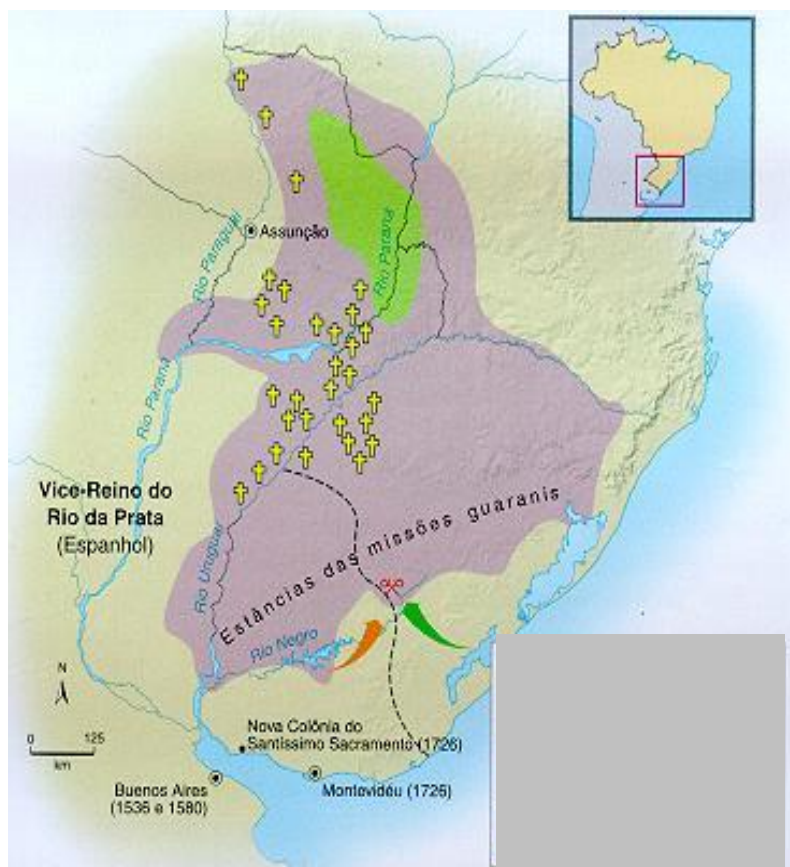 Assunção
Rio Paraguai
Rio Paraná
Rio Paraná
Vice-Reino do
Rio da Prata
(Espanhol)
Rio Uruguai
Estâncias das missões guaranis
Rio Negro
N
0 125
km
Nova Colônia do
Santíssimo Sacramento (1726)
Buenos Aires
(1536 e 1580)
Montevidéu (1726)